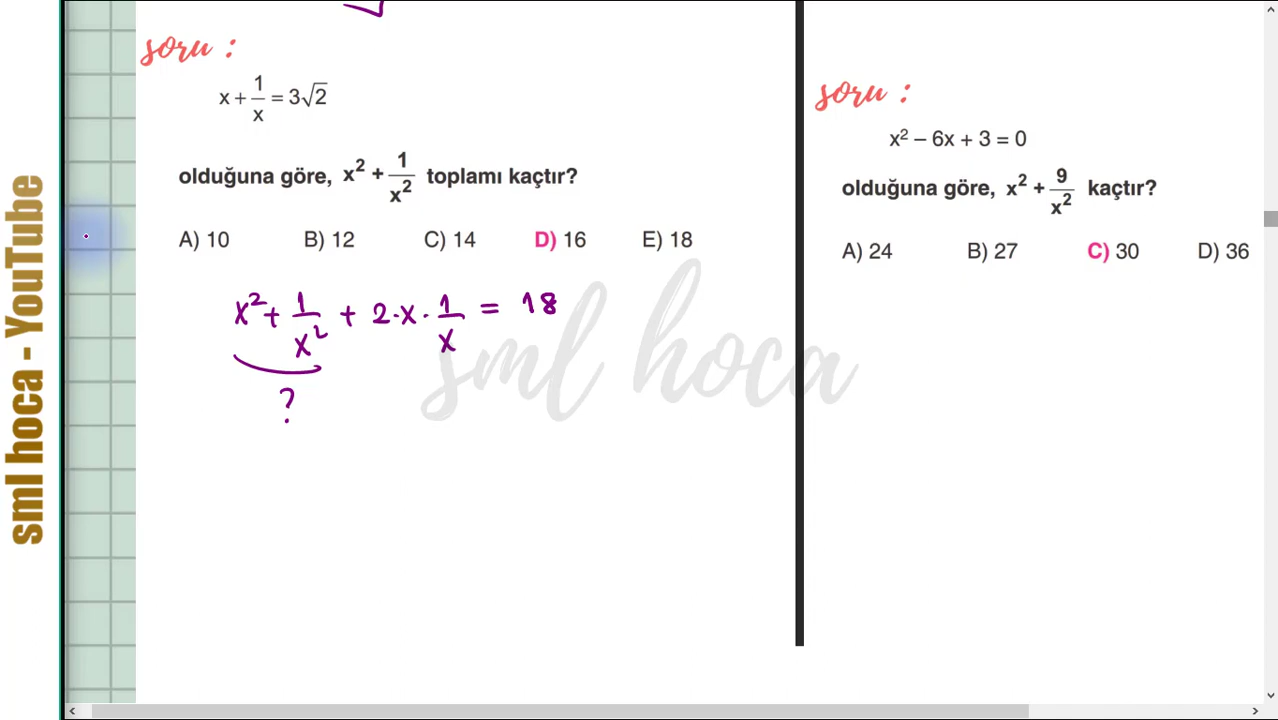 sml hoca - YouTube
soru :
x + 1/x = 3√2
olduğuna göre, x² + 1/x² toplamı kaçtır?
A) 10 B) 12 C) 14 D) 16 E) 18
x² + 1/x² + 2·x·1/x = 18
?
sml hoca
soru :
x² – 6x + 3 = 0
olduğuna göre, x² + 9/x² kaçtır?
A) 24 B) 27 C) 30 D) 36